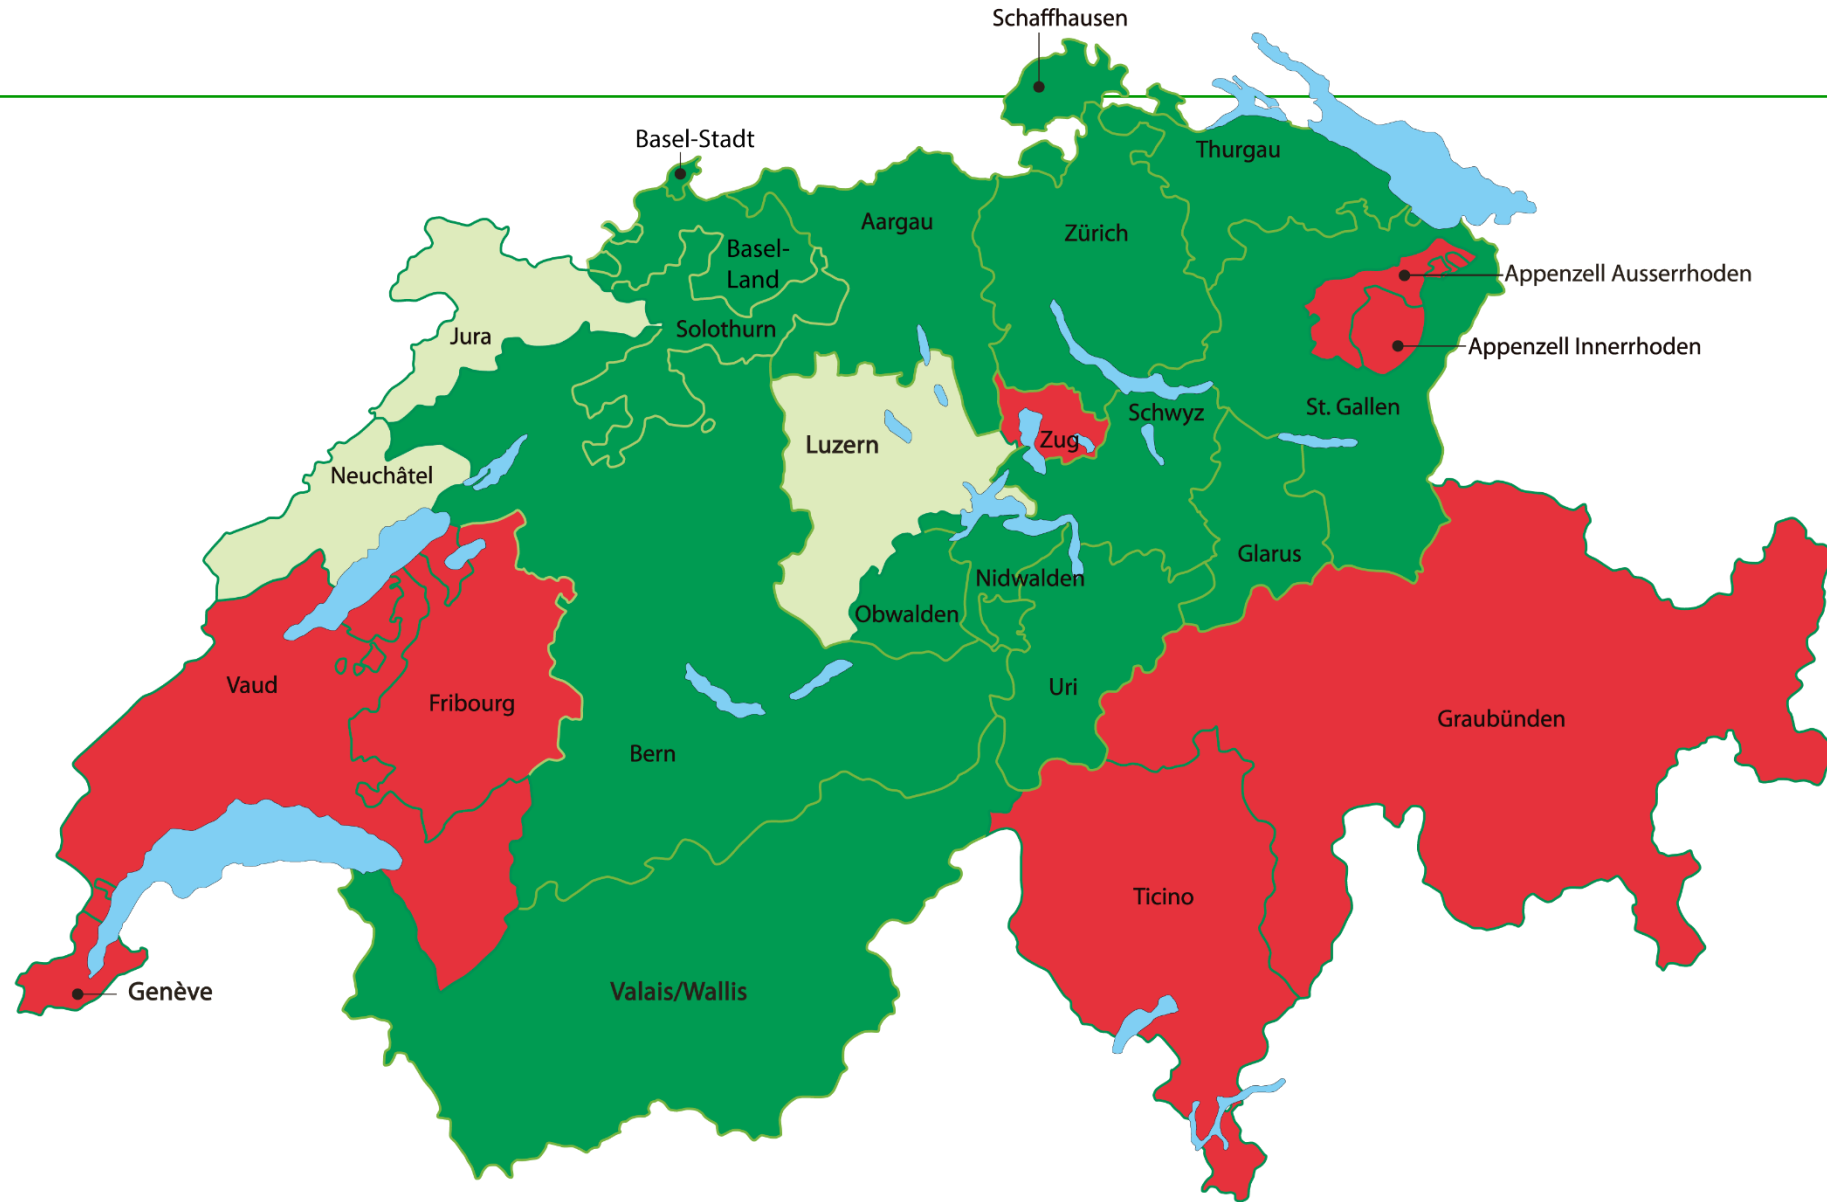 Schaffhausen
Basel-Stadt
Thurgau
Aargau
Zürich
Basel-
Land
Appenzell Ausserrhoden
Solothurn
Jura
Appenzell Innerrhoden
St. Gallen
Schwyz
Zug
Luzern
Neuchâtel
Glarus
Nidwalden
Obwalden
Vaud
Uri
Fribourg
Graubünden
Bern
Ticino
Genève
Valais/Wallis